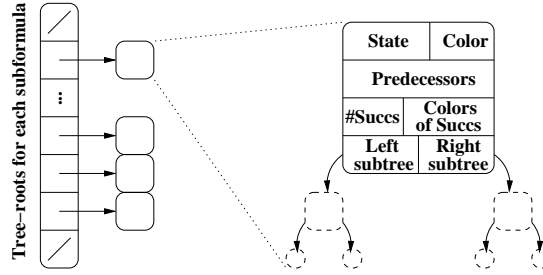 Tree-roots for each subformula
...
State Color
Predecessors
#Succs Colors
of Succs
Left Right
subtree subtree